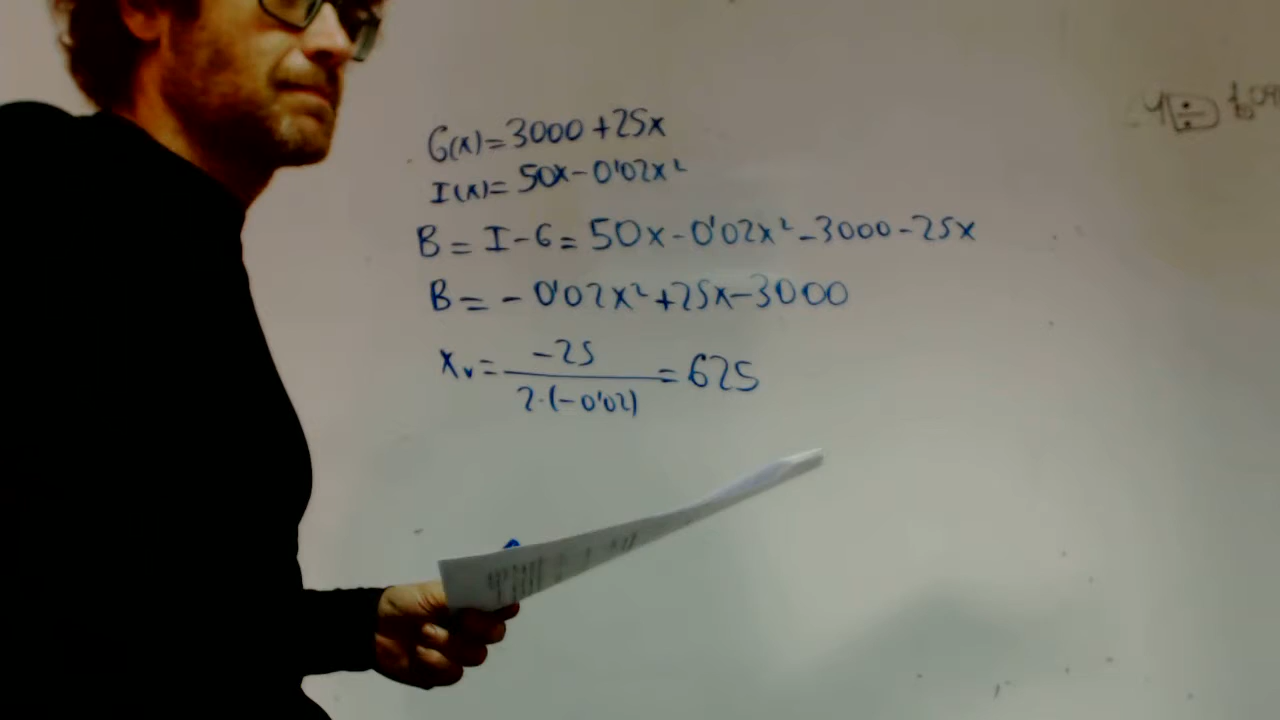 G(x)=3000+25x
I(x)=50x-0'02x²
B=I-G=50x-0'02x²-3000-25x
B=-0'02x²+25x-3000
xᵥ=-25/2·(-0'02)=625